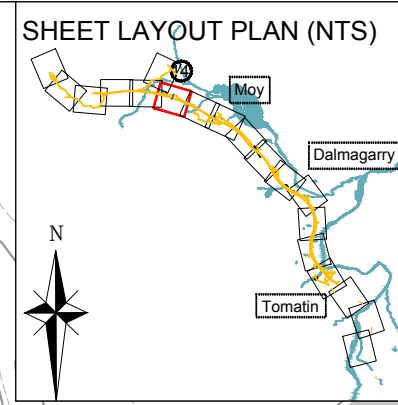 SHEET LAYOUT PLAN (NTS)
Moy
Dalmagarry
N
Tomatin